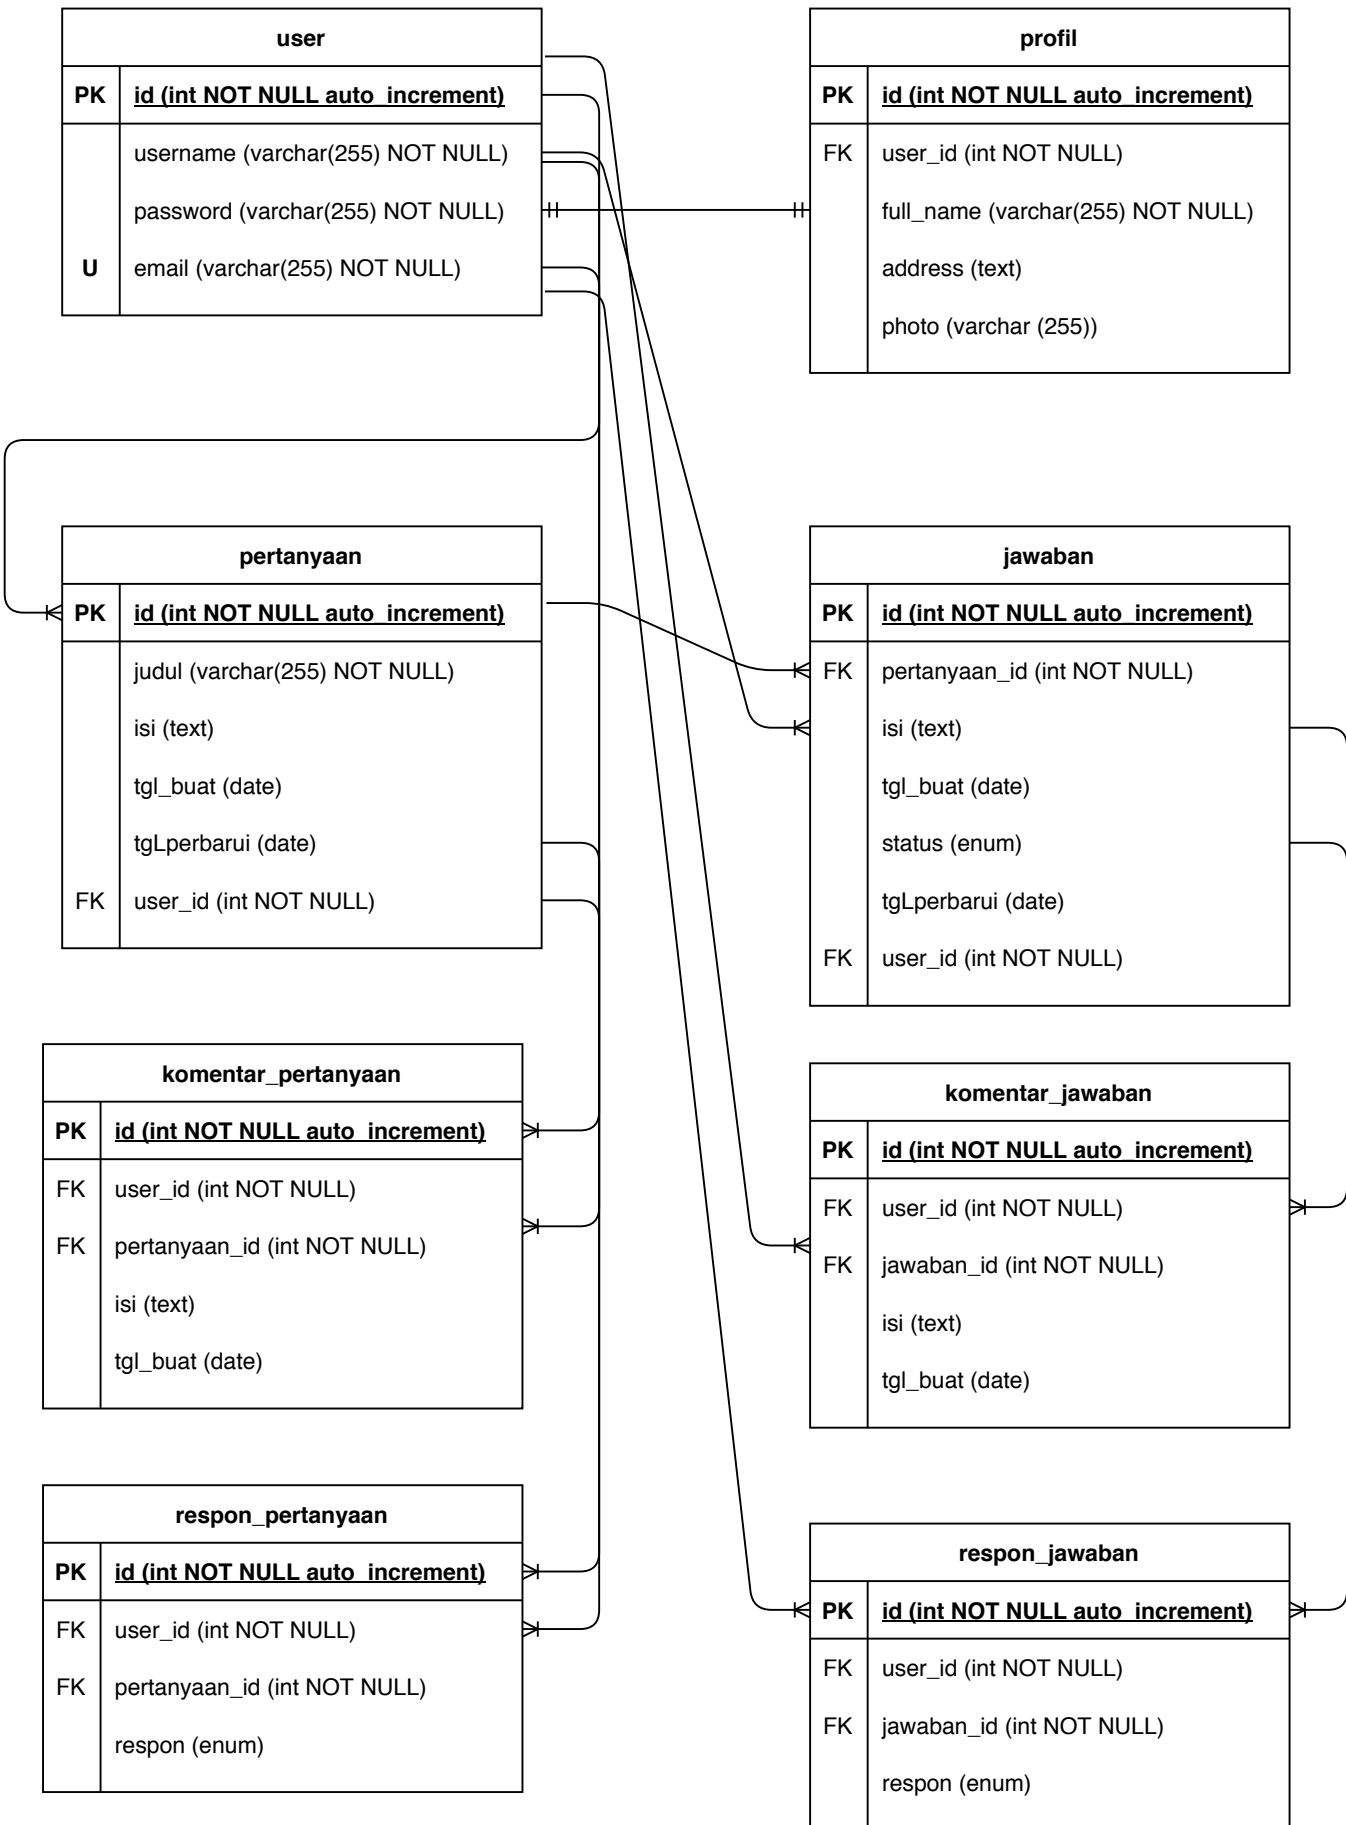 user
PK id (int NOT NULL auto_increment)
username (varchar(255) NOT NULL)
password (varchar(255) NOT NULL)
U email (varchar(255) NOT NULL)
profil
PK id (int NOT NULL auto_increment)
FK user_id (int NOT NULL)
full_name (varchar(255) NOT NULL)
address (text)
photo (varchar (255))
pertanyaan
PK id (int NOT NULL auto_increment)
judul (varchar(255) NOT NULL)
isi (text)
tgl_buat (date)
tgLperbarui (date)
FK user_id (int NOT NULL)
jawaban
PK id (int NOT NULL auto_increment)
FK pertanyaan_id (int NOT NULL)
isi (text)
tgl_buat (date)
status (enum)
tgLperbarui (date)
FK user_id (int NOT NULL)
komentar_pertanyaan
PK id (int NOT NULL auto_increment)
FK user_id (int NOT NULL)
FK pertanyaan_id (int NOT NULL)
isi (text)
tgl_buat (date)
komentar_jawaban
PK id (int NOT NULL auto_increment)
FK user_id (int NOT NULL)
FK jawaban_id (int NOT NULL)
isi (text)
tgl_buat (date)
respon_pertanyaan
PK id (int NOT NULL auto_increment)
FK user_id (int NOT NULL)
FK pertanyaan_id (int NOT NULL)
respon (enum)
respon_jawaban
PK id (int NOT NULL auto_increment)
FK user_id (int NOT NULL)
FK jawaban_id (int NOT NULL)
respon (enum)